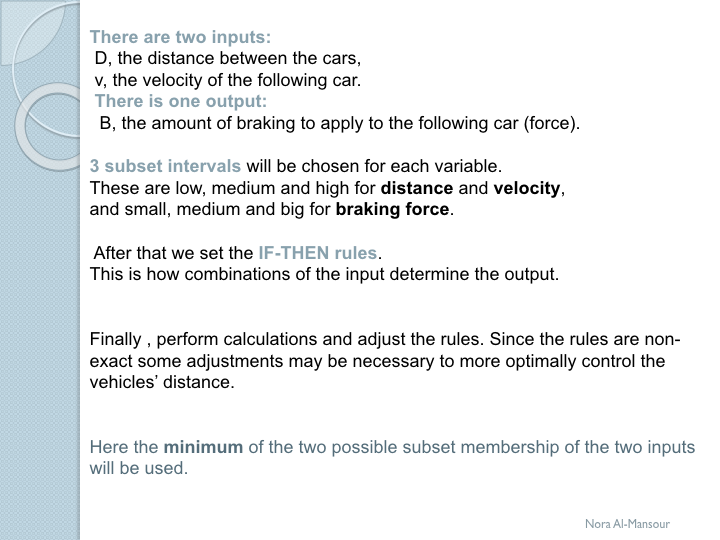 There are two inputs:
D, the distance between the cars,
v, the velocity of the following car.
There is one output:
B, the amount of braking to apply to the following car (force).
3 subset intervals will be chosen for each variable.
These are low, medium and high for distance and velocity,
and small, medium and big for braking force.
After that we set the IF-THEN rules.
This is how combinations of the input determine the output.
Finally , perform calculations and adjust the rules. Since the rules are non-
exact some adjustments may be necessary to more optimally control the
vehicles’ distance.
Here the minimum of the two possible subset membership of the two inputs
will be used.
Nora Al-Mansour